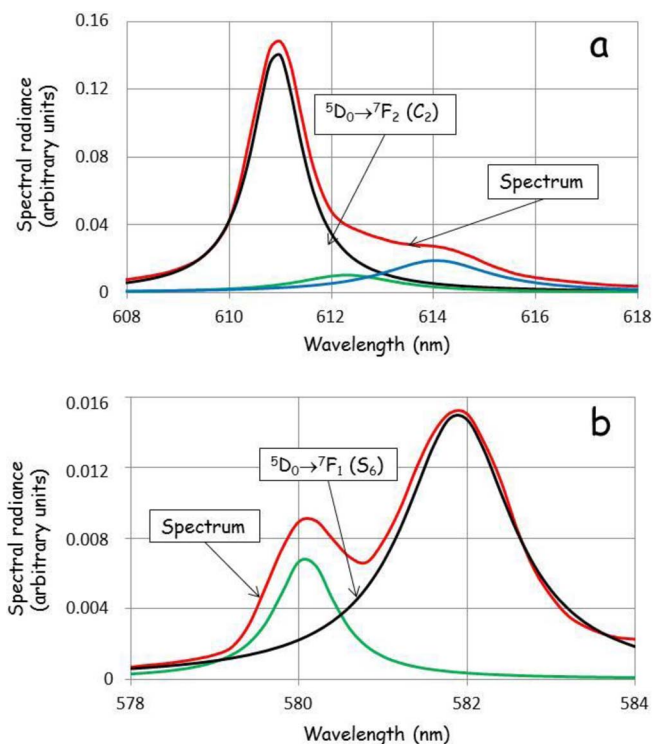 a
Spectral radiance
(arbitrary units)
0.16
0.12
0.08
0.04
0
⁵D₀→⁷F₂ (C₂)
Spectrum
608 610 612 614 616 618
Wavelength (nm)
b
Spectral radiance
(arbitrary units)
0.016
0.012
0.008
0.004
0
⁵D₀→⁷F₁ (S₆)
Spectrum
578 580 582 584
Wavelength (nm)